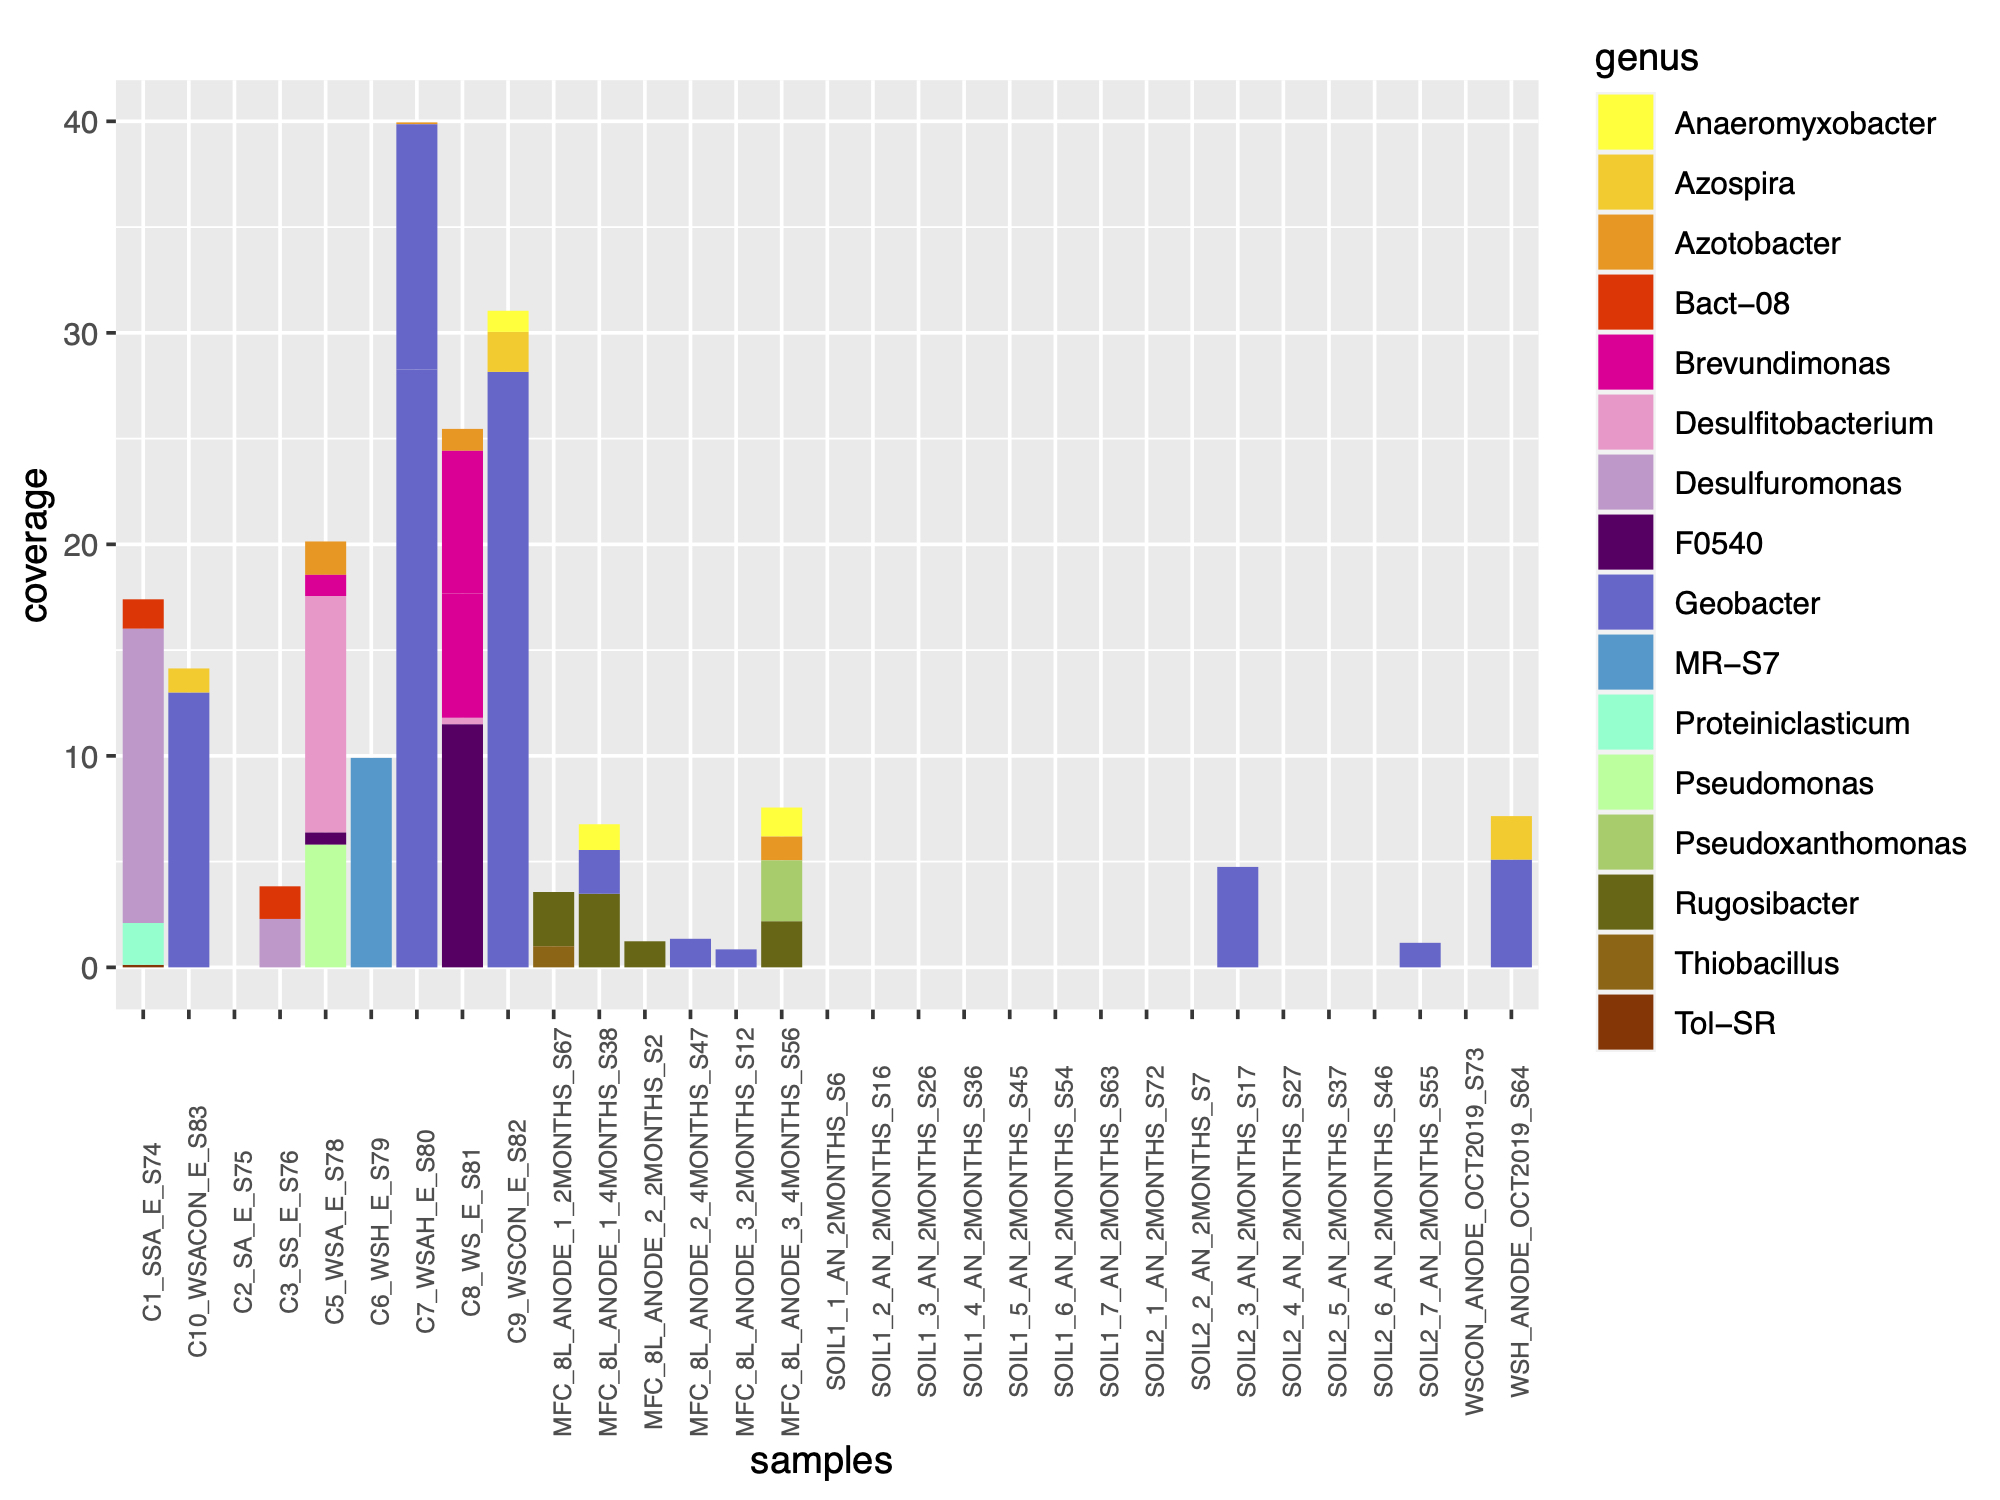 genus
Anaeromyxobacter
Azospira
Azotobacter
Bact−08
Brevundimonas
Desulfitobacterium
Desulfuromonas
F0540
Geobacter
MR−S7
Proteiniclasticum
Pseudomonas
Pseudoxanthomonas
Rugosibacter
Thiobacillus
Tol−SR
coverage
40
30
20
10
0
C1_SSA_E_S74
C10_WSACON_E_S83
C2_SA_E_S75
C3_SS_E_S76
C5_WSA_E_S78
C6_WSH_E_S79
C7_WSAH_E_S80
C8_WS_E_S81
C9_WSCON_E_S82
MFC_8L_ANODE_1_2MONTHS_S67
MFC_8L_ANODE_1_4MONTHS_S38
MFC_8L_ANODE_2_2MONTHS_S2
MFC_8L_ANODE_2_4MONTHS_S47
MFC_8L_ANODE_3_2MONTHS_S12
MFC_8L_ANODE_3_4MONTHS_S56
SOIL1_1_AN_2MONTHS_S6
SOIL1_2_AN_2MONTHS_S16
SOIL1_3_AN_2MONTHS_S26
SOIL1_4_AN_2MONTHS_S36
SOIL1_5_AN_2MONTHS_S45
SOIL1_6_AN_2MONTHS_S54
SOIL1_7_AN_2MONTHS_S63
SOIL2_1_AN_2MONTHS_S72
SOIL2_2_AN_2MONTHS_S7
SOIL2_3_AN_2MONTHS_S17
SOIL2_4_AN_2MONTHS_S27
SOIL2_5_AN_2MONTHS_S37
SOIL2_6_AN_2MONTHS_S46
SOIL2_7_AN_2MONTHS_S55
WSCON_ANODE_OCT2019_S73
WSH_ANODE_OCT2019_S64
samples